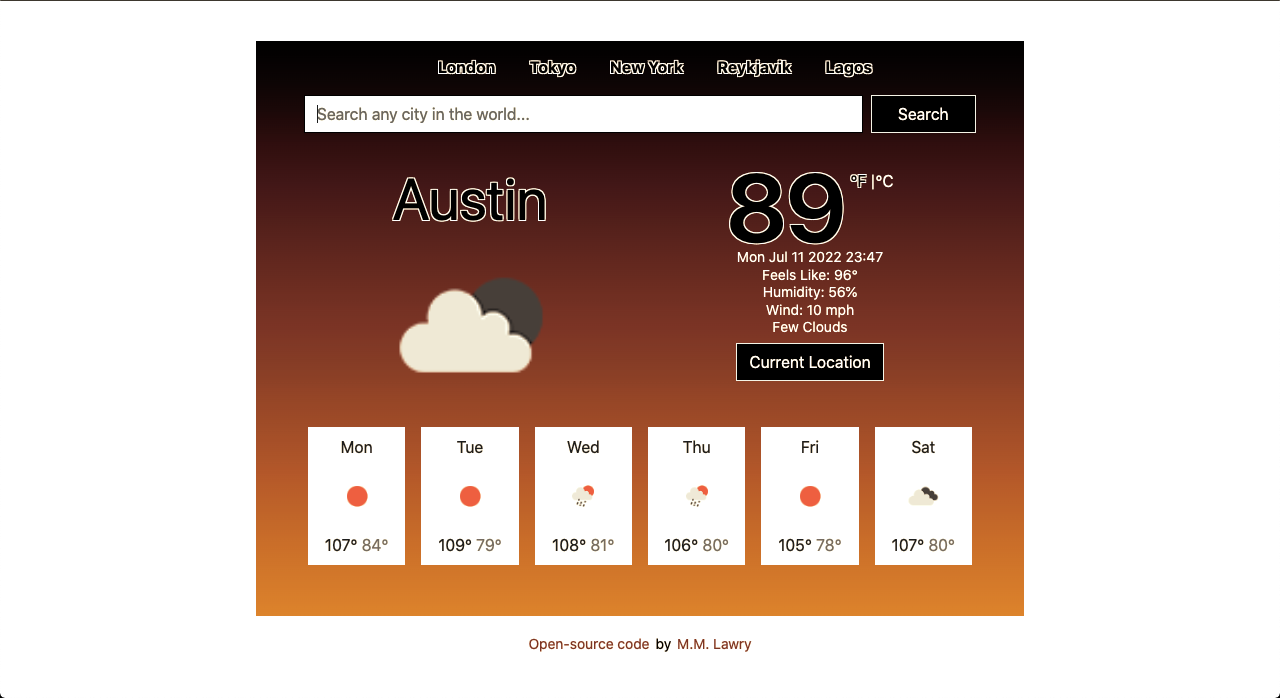 London Tokyo New York Reykjavik Lagos
Search any city in the world... Search
Austin
89 °F |°C
Mon Jul 11 2022 23:47
Feels Like: 96°
Humidity: 56%
Wind: 10 mph
Few Clouds
Current Location
Mon Tue Wed Thu Fri Sat
107° 84° 109° 79° 108° 81° 106° 80° 105° 78° 107° 80°
Open-source code by M.M. Lawry